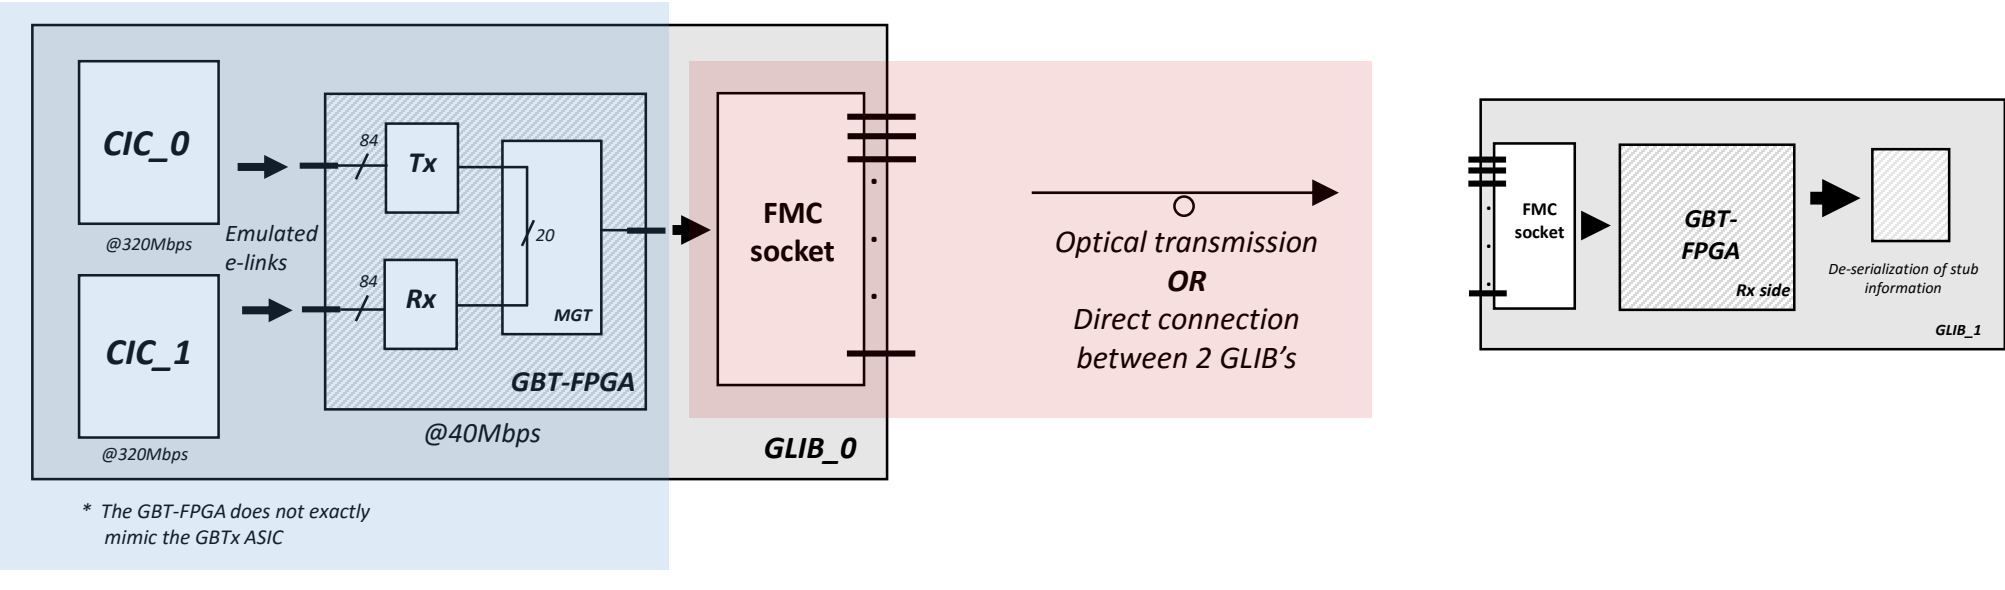 CIC_0
@320Mbps
Emulated
e-links
CIC_1
@320Mbps
84
Tx
84
Rx
20
MGT
GBT-FPGA
@40Mbps
FMC
socket
GLIB_0
* The GBT-FPGA does not exactly
mimic the GBTx ASIC
Optical transmission
OR
Direct connection
between 2 GLIB’s
FMC
socket
GBT-
FPGA
Rx side
De-serialization of stub
information
GLIB_1